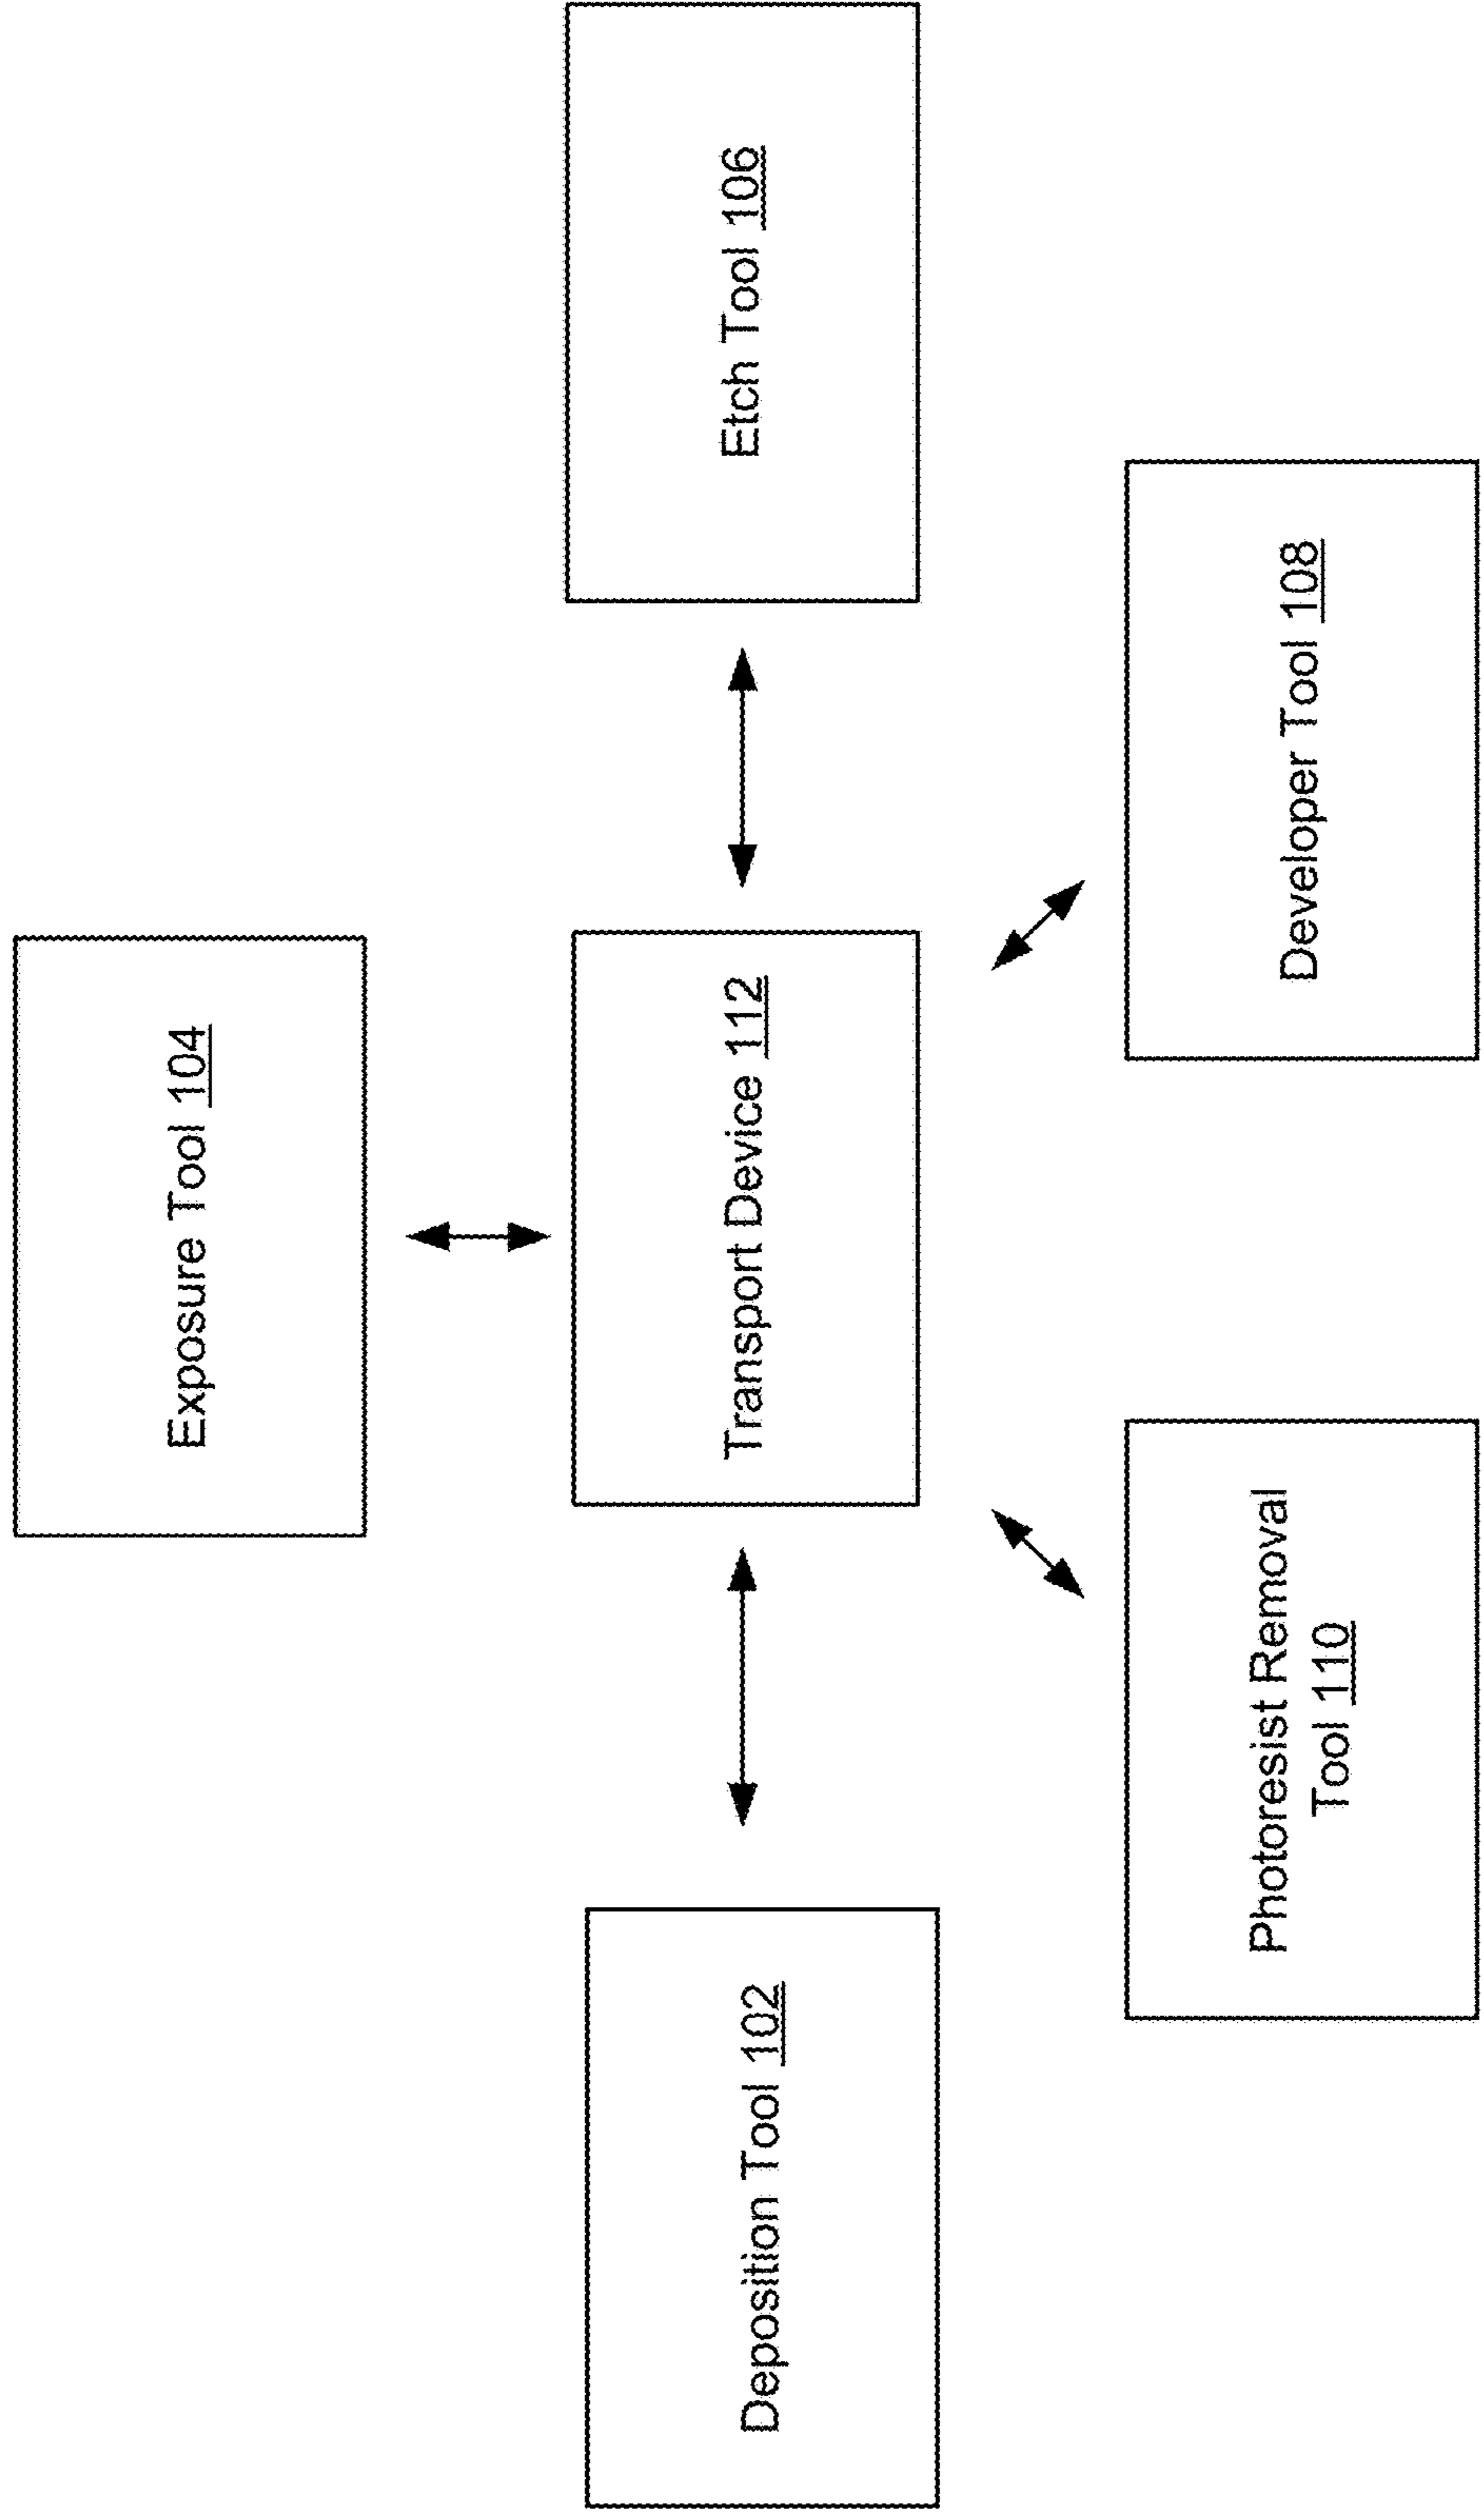 Exposure Tool 104
Deposition Tool 102
Transport Device 112
Etch Tool 106
Photoresist Removal
Tool 110
Developer Tool 108